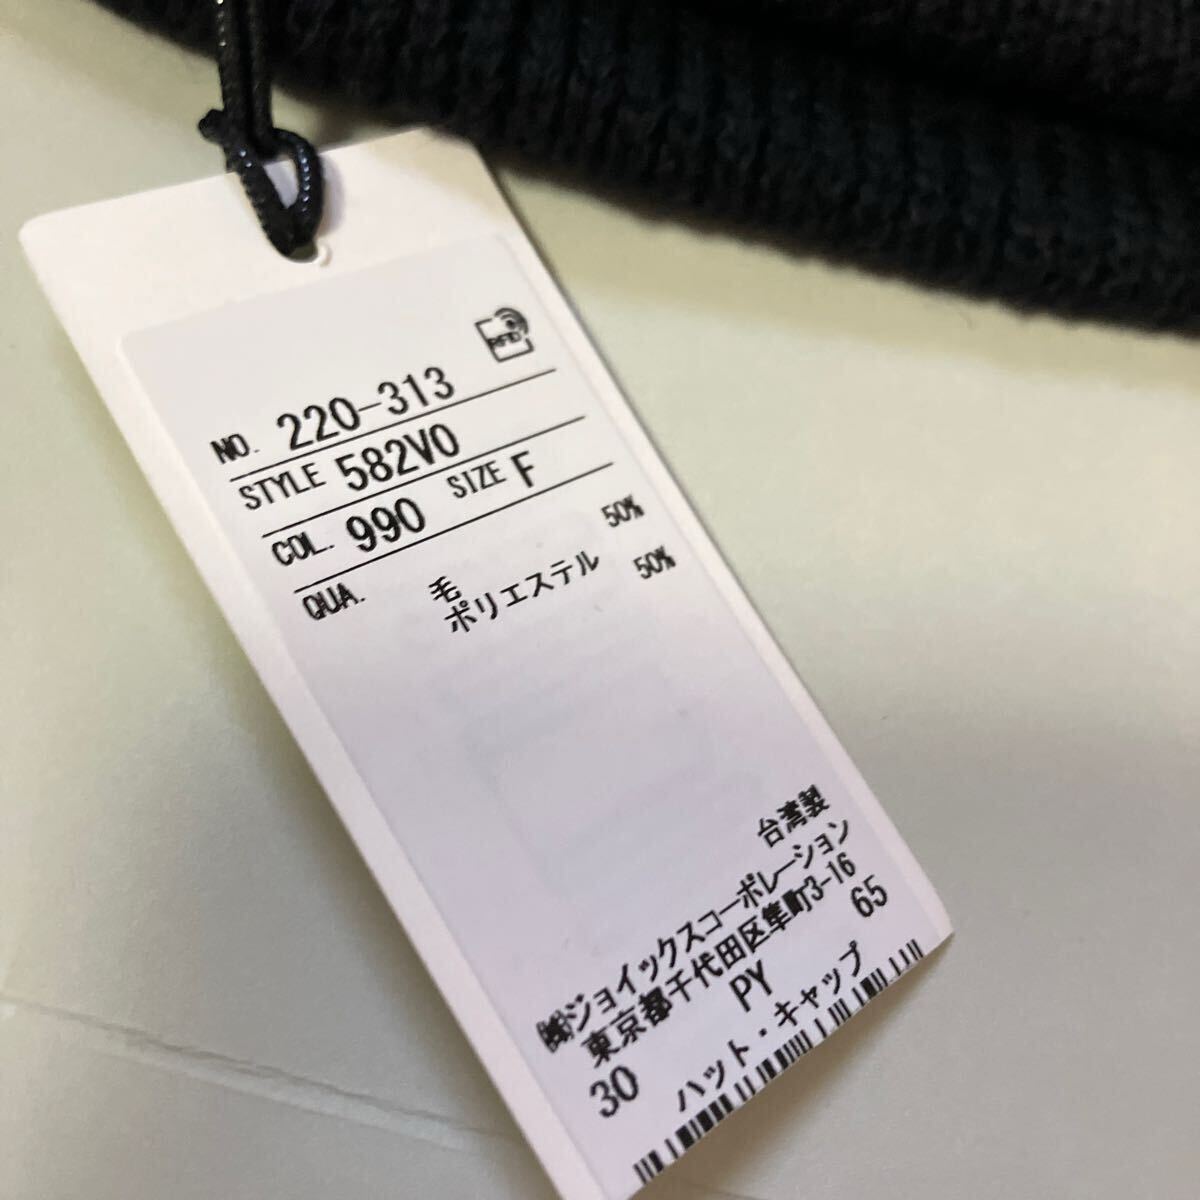 RFID
NO. 220-313
STYLE 582V0
COL. 990 SIZE F
QUA. 毛 50%
ポリエステル 50%
台湾製
㈱ジョイックスコーポレーション
東京都千代田区隼町3-16
PY 65
30 ハット・キャップ